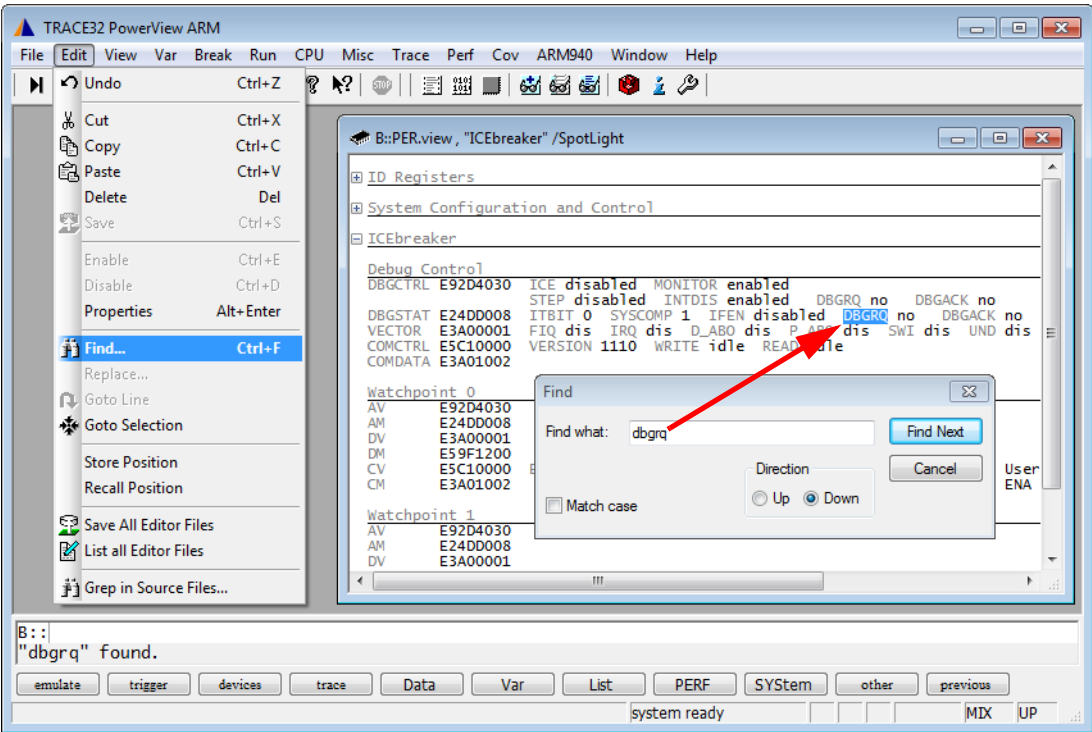 TRACE32 PowerView ARM
File Edit View Var Break Run CPU Misc Trace Perf Cov ARM940 Window Help
Undo Ctrl+Z
Cut Ctrl+X
Copy Ctrl+C
Paste Ctrl+V
Delete Del
Save Ctrl+S
Enable Ctrl+E
Disable Ctrl+D
Properties Alt+Enter
Find... Ctrl+F
Replace...
Goto Line
Goto Selection
Store Position
Recall Position
Save All Editor Files
List all Editor Files
Grep in Source Files...
STOP
B::PER.view , "ICEbreaker" /SpotLight
ID Registers
System Configuration and Control
ICEbreaker
Debug Control
DBGCTRL E92D4030 ICE disabled MONITOR enabled
STEP disabled INTDIS enabled DBGRQ no DBGACK no
DBGSTAT E24DD008 ITBIT 0 SYSCOMP 1 IFEN disabled DBGRQ no DBGACK no
VECTOR E3A00001 FIQ dis IRQ dis D_ABO dis P_ABO dis SWI dis UND dis
COMCTRL E5C10000 VERSION 1110 WRITE idle READ idle
COMDATA E3A01002
Watchpoint 0
AV E92D4030
AM E24DD008
DV E3A00001
DM E59F1200
CV E5C10000 User
CM E3A01002 ENA
Watchpoint 1
AV E92D4030
AM E24DD008
DV E3A00001
Find
Find what: dbgrq Find Next
Direction Cancel
Match case Up Down
B::
"dbgrq" found.
emulate trigger devices trace Data Var List PERF SYStem other previous
system ready MIX UP